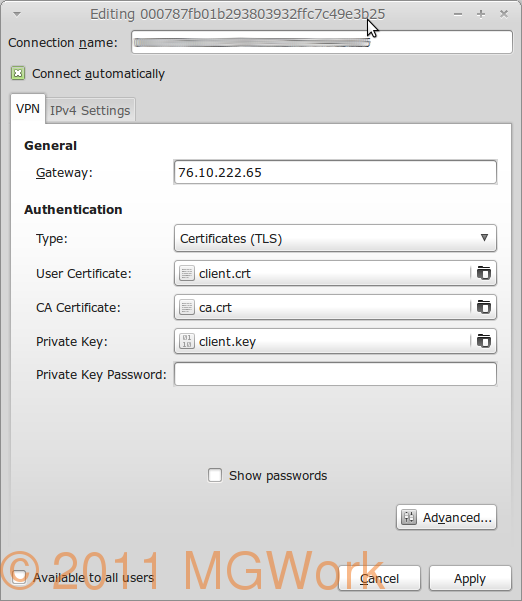 Editing 000787fb01b293803932ffc7c49e3b25
Connection name:
Connect automatically
VPN IPv4 Settings
General
Gateway: 76.10.222.65
Authentication
Type: Certificates (TLS)
User Certificate: client.crt
CA Certificate: ca.crt
Private Key: 01 10 client.key
Private Key Password:
Show passwords
Advanced...
© 2011 MGWork
Available to all users Cancel Apply